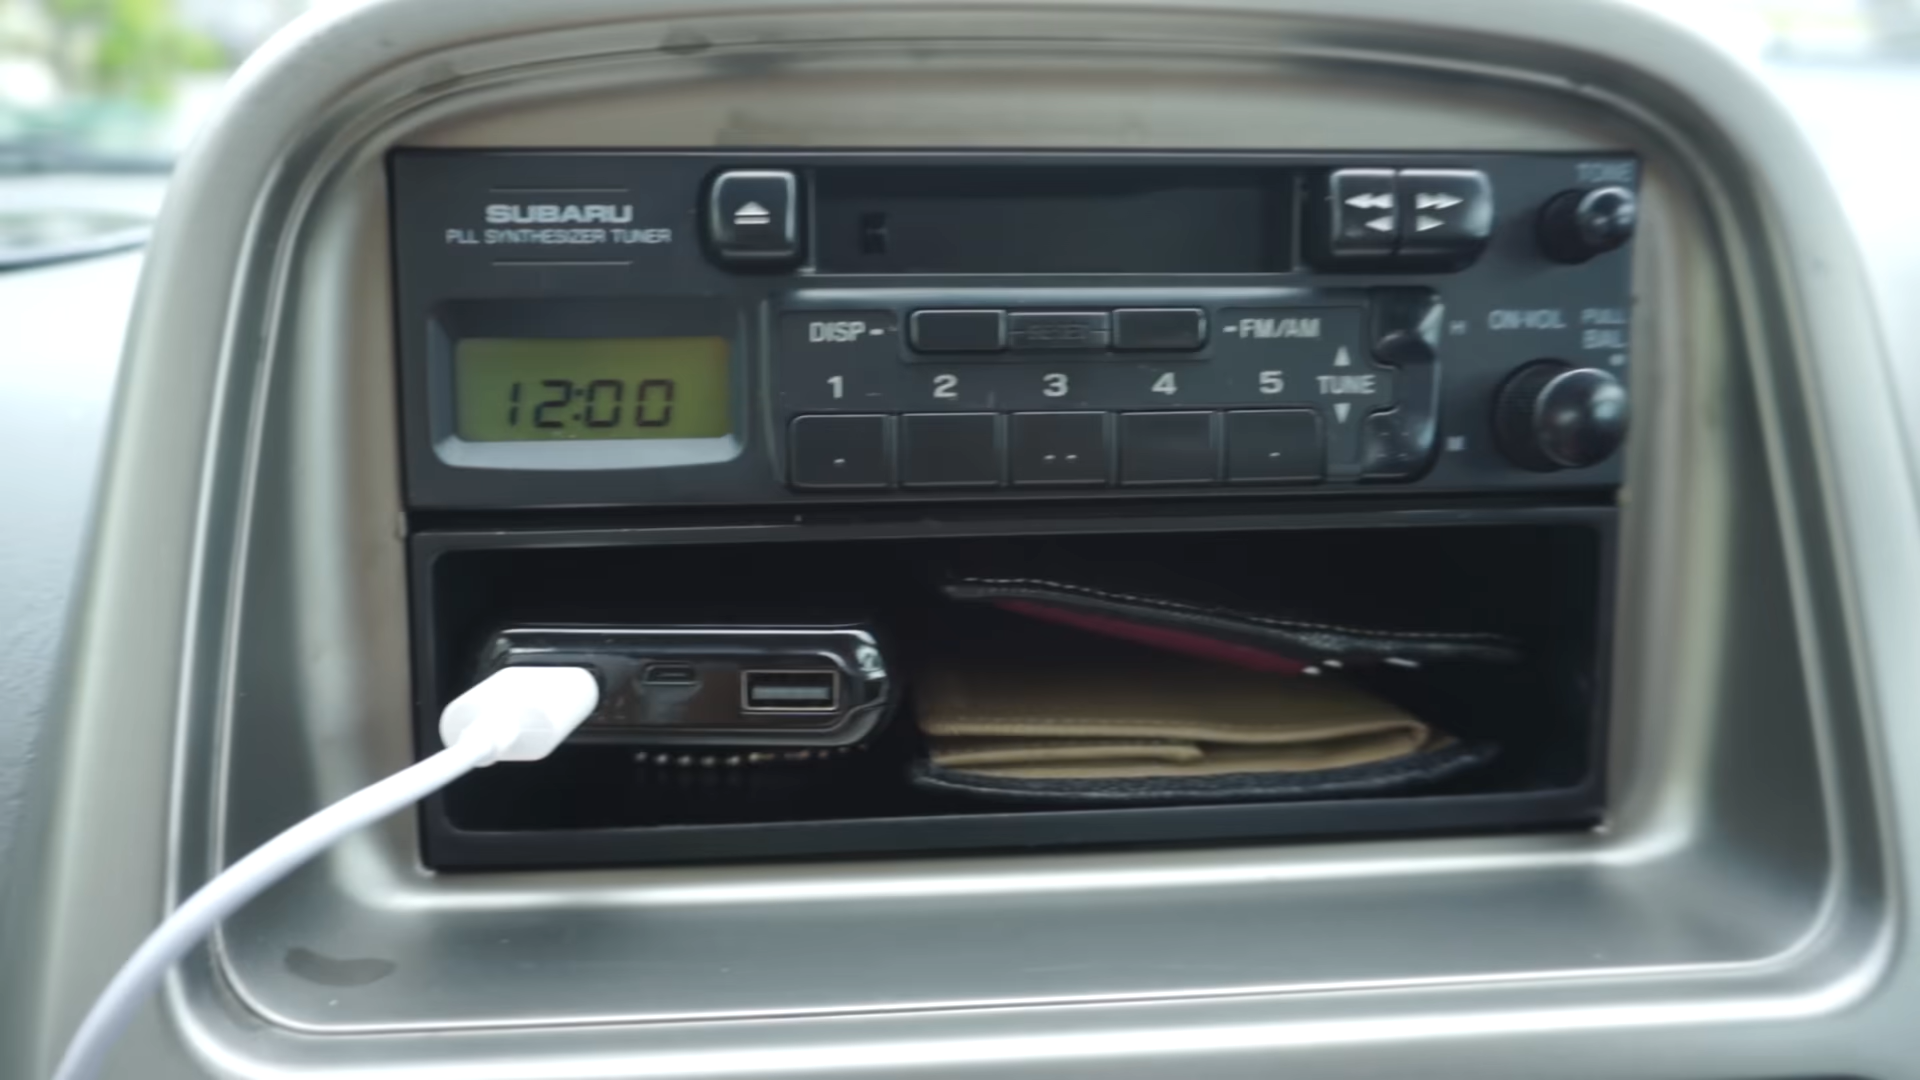 SUBARU
PLL SYNTHESIZER TUNER
TONE
DISP
FM/AM
ON·VOL
PULL
BAL
1 2 3 4 5
TUNE
12:00